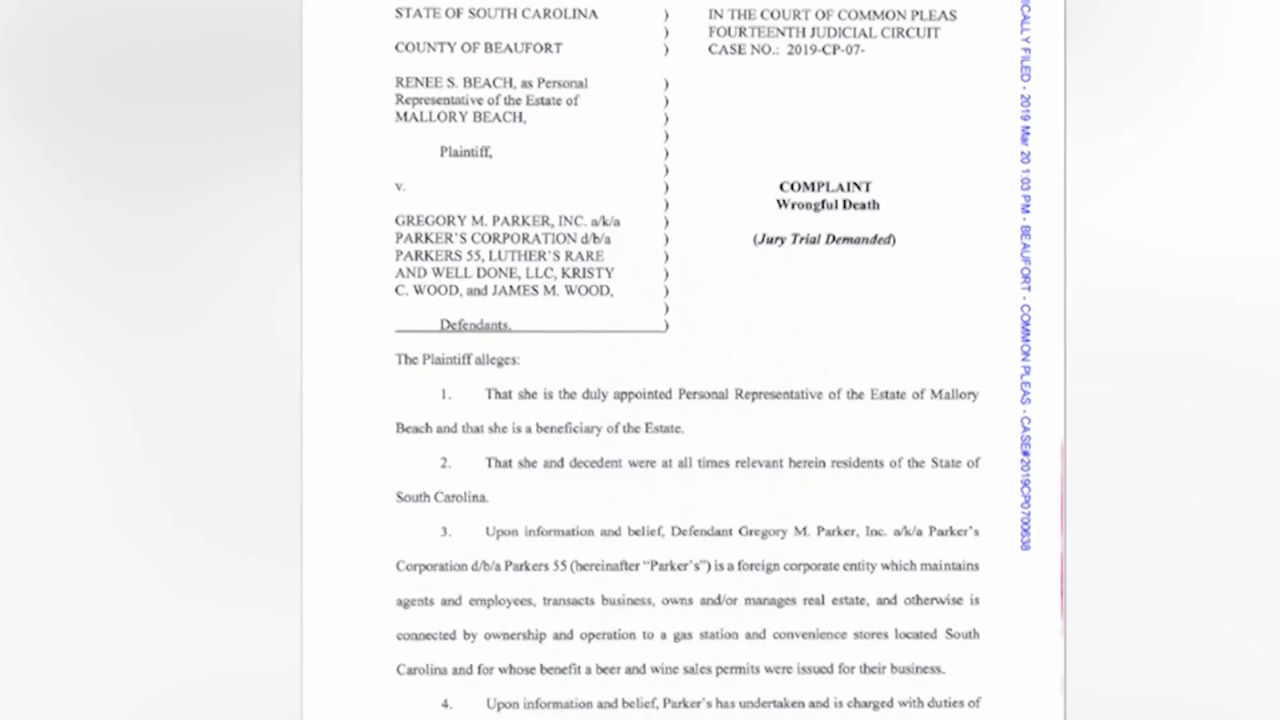 STATE OF SOUTH CAROLINA ) IN THE COURT OF COMMON PLEAS
) FOURTEENTH JUDICIAL CIRCUIT
COUNTY OF BEAUFORT ) CASE NO.: 2019-CP-07-
RENEE S. BEACH, as Personal )
Representative of the Estate of )
MALLORY BEACH, )
)
Plaintiff, )
)
v. ) COMPLAINT
) Wrongful Death
GREGORY M. PARKER, INC. a/k/a )
PARKER'S CORPORATION d/b/a ) (Jury Trial Demanded)
PARKERS 55, LUTHER'S RARE )
AND WELL DONE, LLC, KRISTY )
C. WOOD, and JAMES M. WOOD, )
)
Defendants. )
The Plaintiff alleges:
1. That she is the duly appointed Personal Representative of the Estate of Mallory
Beach and that she is a beneficiary of the Estate.
2. That she and decedent were at all times relevant herein residents of the State of
South Carolina.
3. Upon information and belief, Defendant Gregory M. Parker, Inc. a/k/a Parker's
Corporation d/b/a Parkers 55 (hereinafter "Parker's") is a foreign corporate entity which maintains
agents and employees, transacts business, owns and/or manages real estate, and otherwise is
connected by ownership and operation to a gas station and convenience stores located South
Carolina and for whose benefit a beer and wine sales permits were issued for their business.
4. Upon information and belief, Parker's has undertaken and is charged with duties of
ICALLY FILED - 2019 Mar 20 1:03 PM - BEAUFORT - COMMON PLEAS - CASE#2019CP0700638